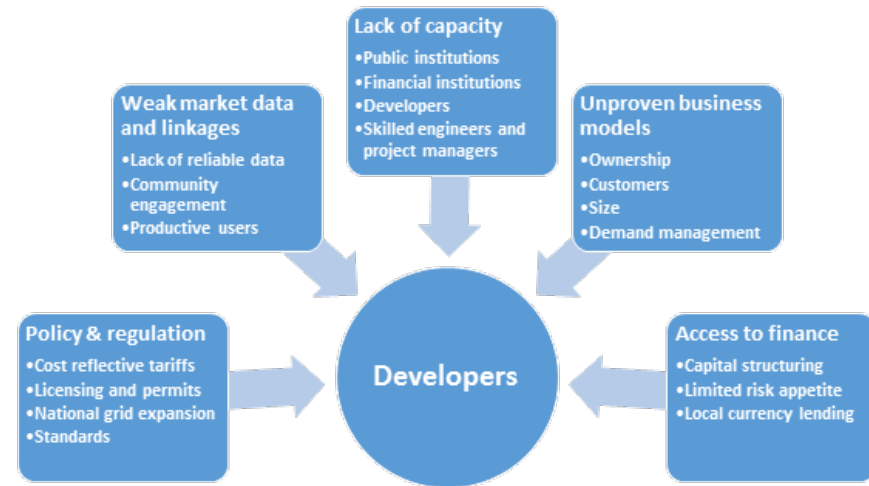 Lack of capacity
•Public institutions
•Financial institutions
•Developers
•Skilled engineers and
project managers
Weak market data
and linkages
•Lack of reliable data
•Community
engagement
•Productive users
Unproven business
models
•Ownership
•Customers
•Size
•Demand management
Policy & regulation
•Cost reflective tariffs
•Licensing and permits
•National grid expansion
•Standards
Developers
Access to finance
•Capital structuring
•Limited risk appetite
•Local currency lending